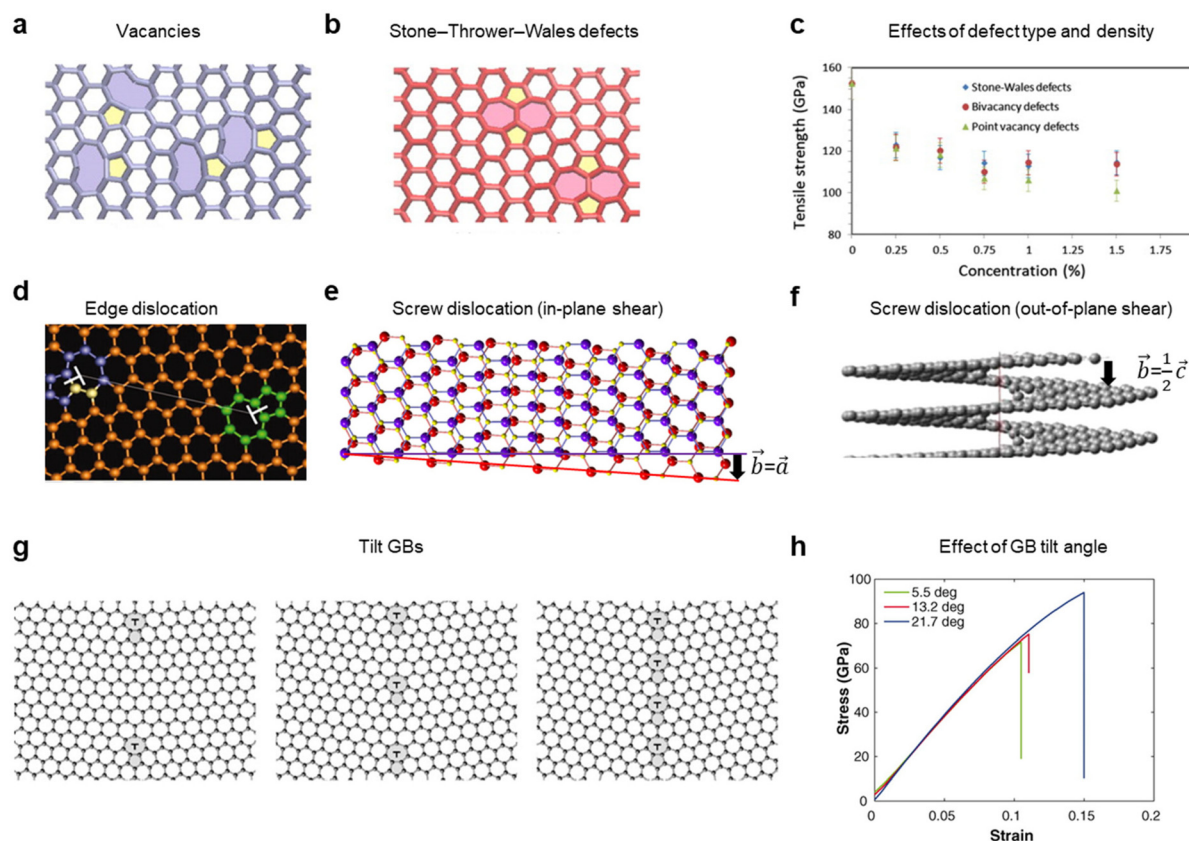 a
Vacancies
b
Stone–Thrower–Wales defects
c
Effects of defect type and density
Tensile strength (GPa)
160
140
120
100
80
Stone-Wales defects
Bivacancy defects
Point vacancy defects
0 0.25 0.5 0.75 1 1.25 1.5 1.75
Concentration (%)
d
Edge dislocation
e
Screw dislocation (in-plane shear)
b⃗=a⃗
f
Screw dislocation (out-of-plane shear)
b⃗=1/2 c⃗
g
Tilt GBs
h
Effect of GB tilt angle
Stress (GPa)
100
80
60
40
20
0
5.5 deg
13.2 deg
21.7 deg
0 0.05 0.1 0.15 0.2
Strain